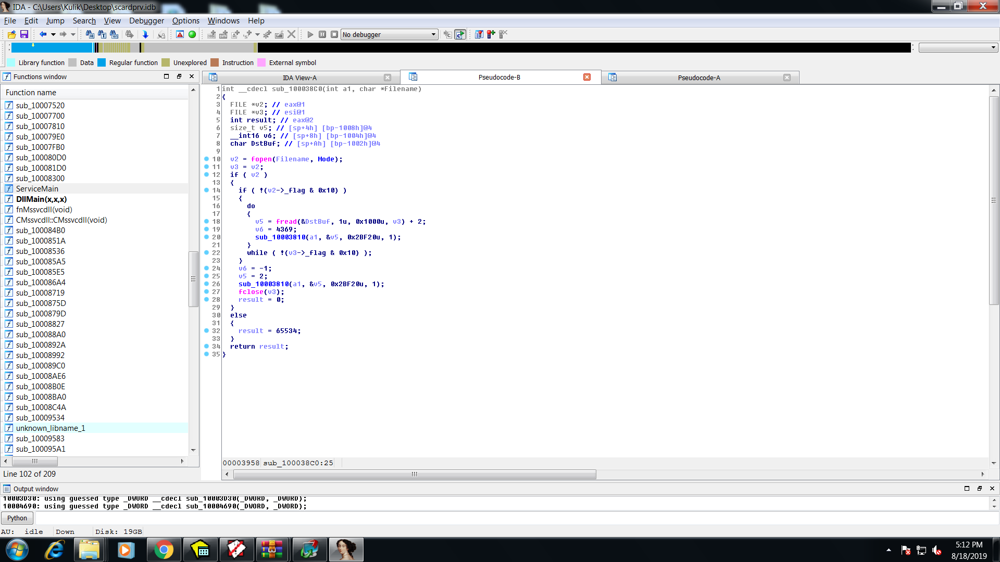 IDA - C:\Users\Kulik\Desktop\scardprv.idb
File Edit Jump Search View Debugger Options Windows Help
No debugger
Library function Data Regular function Unexplored Instruction External symbol
Functions window
IDA View-A Pseudocode-B Pseudocode-A
Function name
sub_10007520
sub_10007700
sub_10007810
sub_100079E0
sub_10007FB0
sub_100080D0
sub_100081D0
sub_10008300
ServiceMain
DllMain(x,x,x)
fnMssvcdll(void)
CMssvcdll::CMssvcdll(void)
sub_100084B0
sub_1000851A
sub_10008536
sub_100085A5
sub_100085E5
sub_100086A4
sub_10008719
sub_1000875D
sub_1000879D
sub_10008827
sub_100088A0
sub_1000892A
sub_10008992
sub_100089C0
sub_10008AE6
sub_10008B0E
sub_10008BA0
sub_10008C4A
sub_10009534
unknown_libname_1
sub_10009583
sub_100095A1
Line 102 of 209
1 int __cdecl sub_100038C0(int a1, char *Filename)
2 {
3 FILE *v2; // eax@1
4 FILE *v3; // esi@1
5 int result; // eax@2
6 size_t v5; // [sp+4h] [bp-1008h]@4
7 __int16 v6; // [sp+8h] [bp-1004h]@4
8 char DstBuf; // [sp+Ah] [bp-1002h]@4
9
10 v2 = fopen(Filename, Mode);
11 v3 = v2;
12 if ( v2 )
13 {
14 if ( !(v2->_flag & 0x10) )
15 {
16 do
17 {
18 v5 = fread(&DstBuf, 1u, 0x1000u, v3) + 2;
19 v6 = 4369;
20 sub_10003810(a1, &v5, 0x2BF20u, 1);
21 }
22 while ( !(v3->_flag & 0x10) );
23 }
24 v6 = -1;
25 v5 = 2;
26 sub_10003810(a1, &v5, 0x2BF20u, 1);
27 fclose(v3);
28 result = 0;
29 }
30 else
31 {
32 result = 65534;
33 }
34 return result;
35 }
00003958 sub_100038C0:25
Output window
10003D30: using guessed type _DWORD __cdecl sub_10003D30(_DWORD, _DWORD);
10004690: using guessed type _DWORD __cdecl sub_10004690(_DWORD, _DWORD);
Python
AU: idle Down Disk: 19GB
5:12 PM
8/18/2019